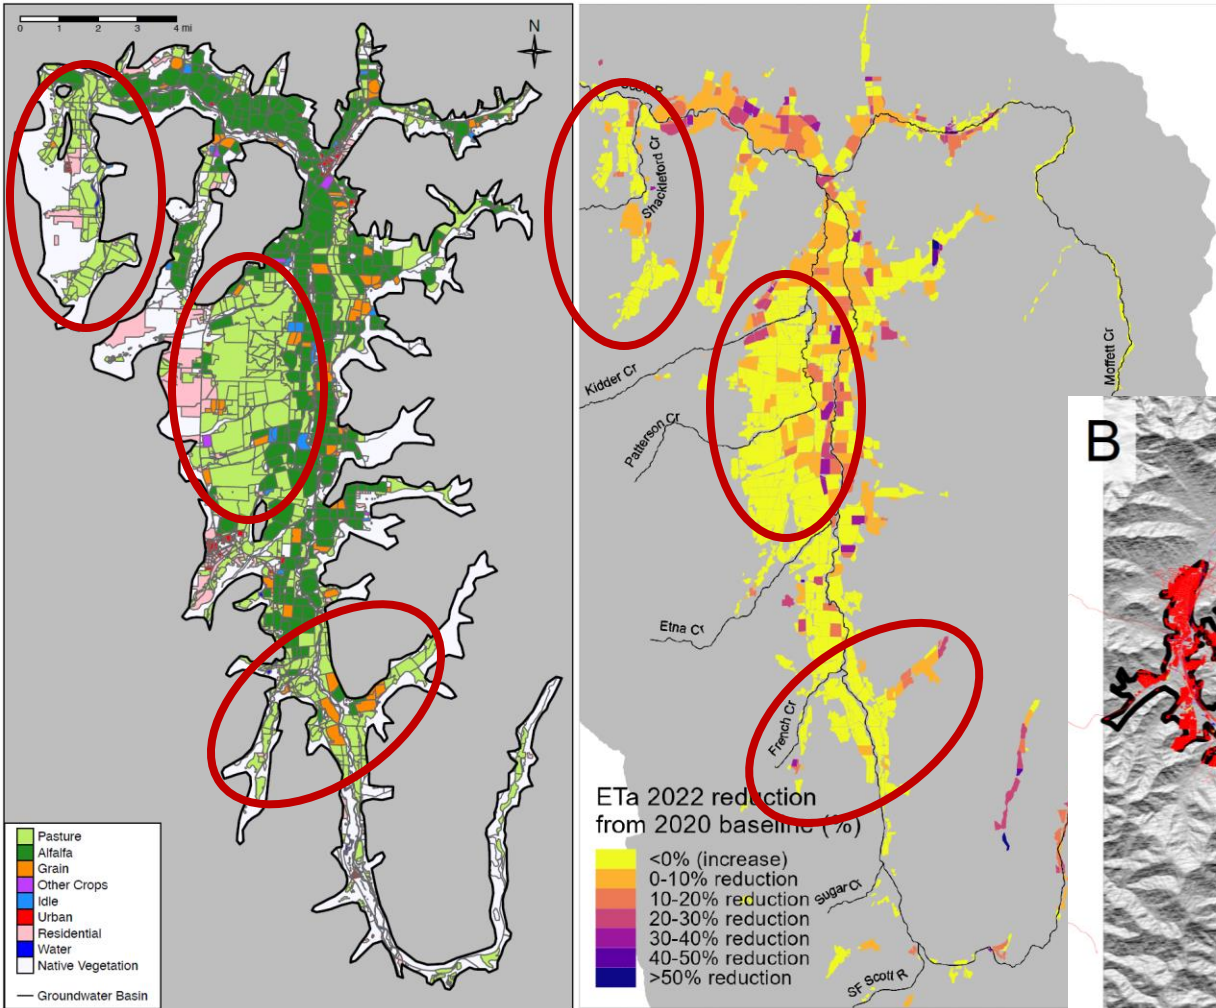 0 1 2 3 4 mi
N
Pasture
Alfalfa
Grain
Other Crops
Idle
Urban
Residential
Water
Native Vegetation
Groundwater Basin
Shackleford Cr
Kidder Cr
Patterson Cr
Moffett Cr
Etna Cr
French Cr
ETa 2022 reduction
from 2020 baseline (%)
<0% (increase)
0-10% reduction
10-20% reduction
20-30% reduction
30-40% reduction
40-50% reduction
>50% reduction
Sugar Cr
SF Scott R
B